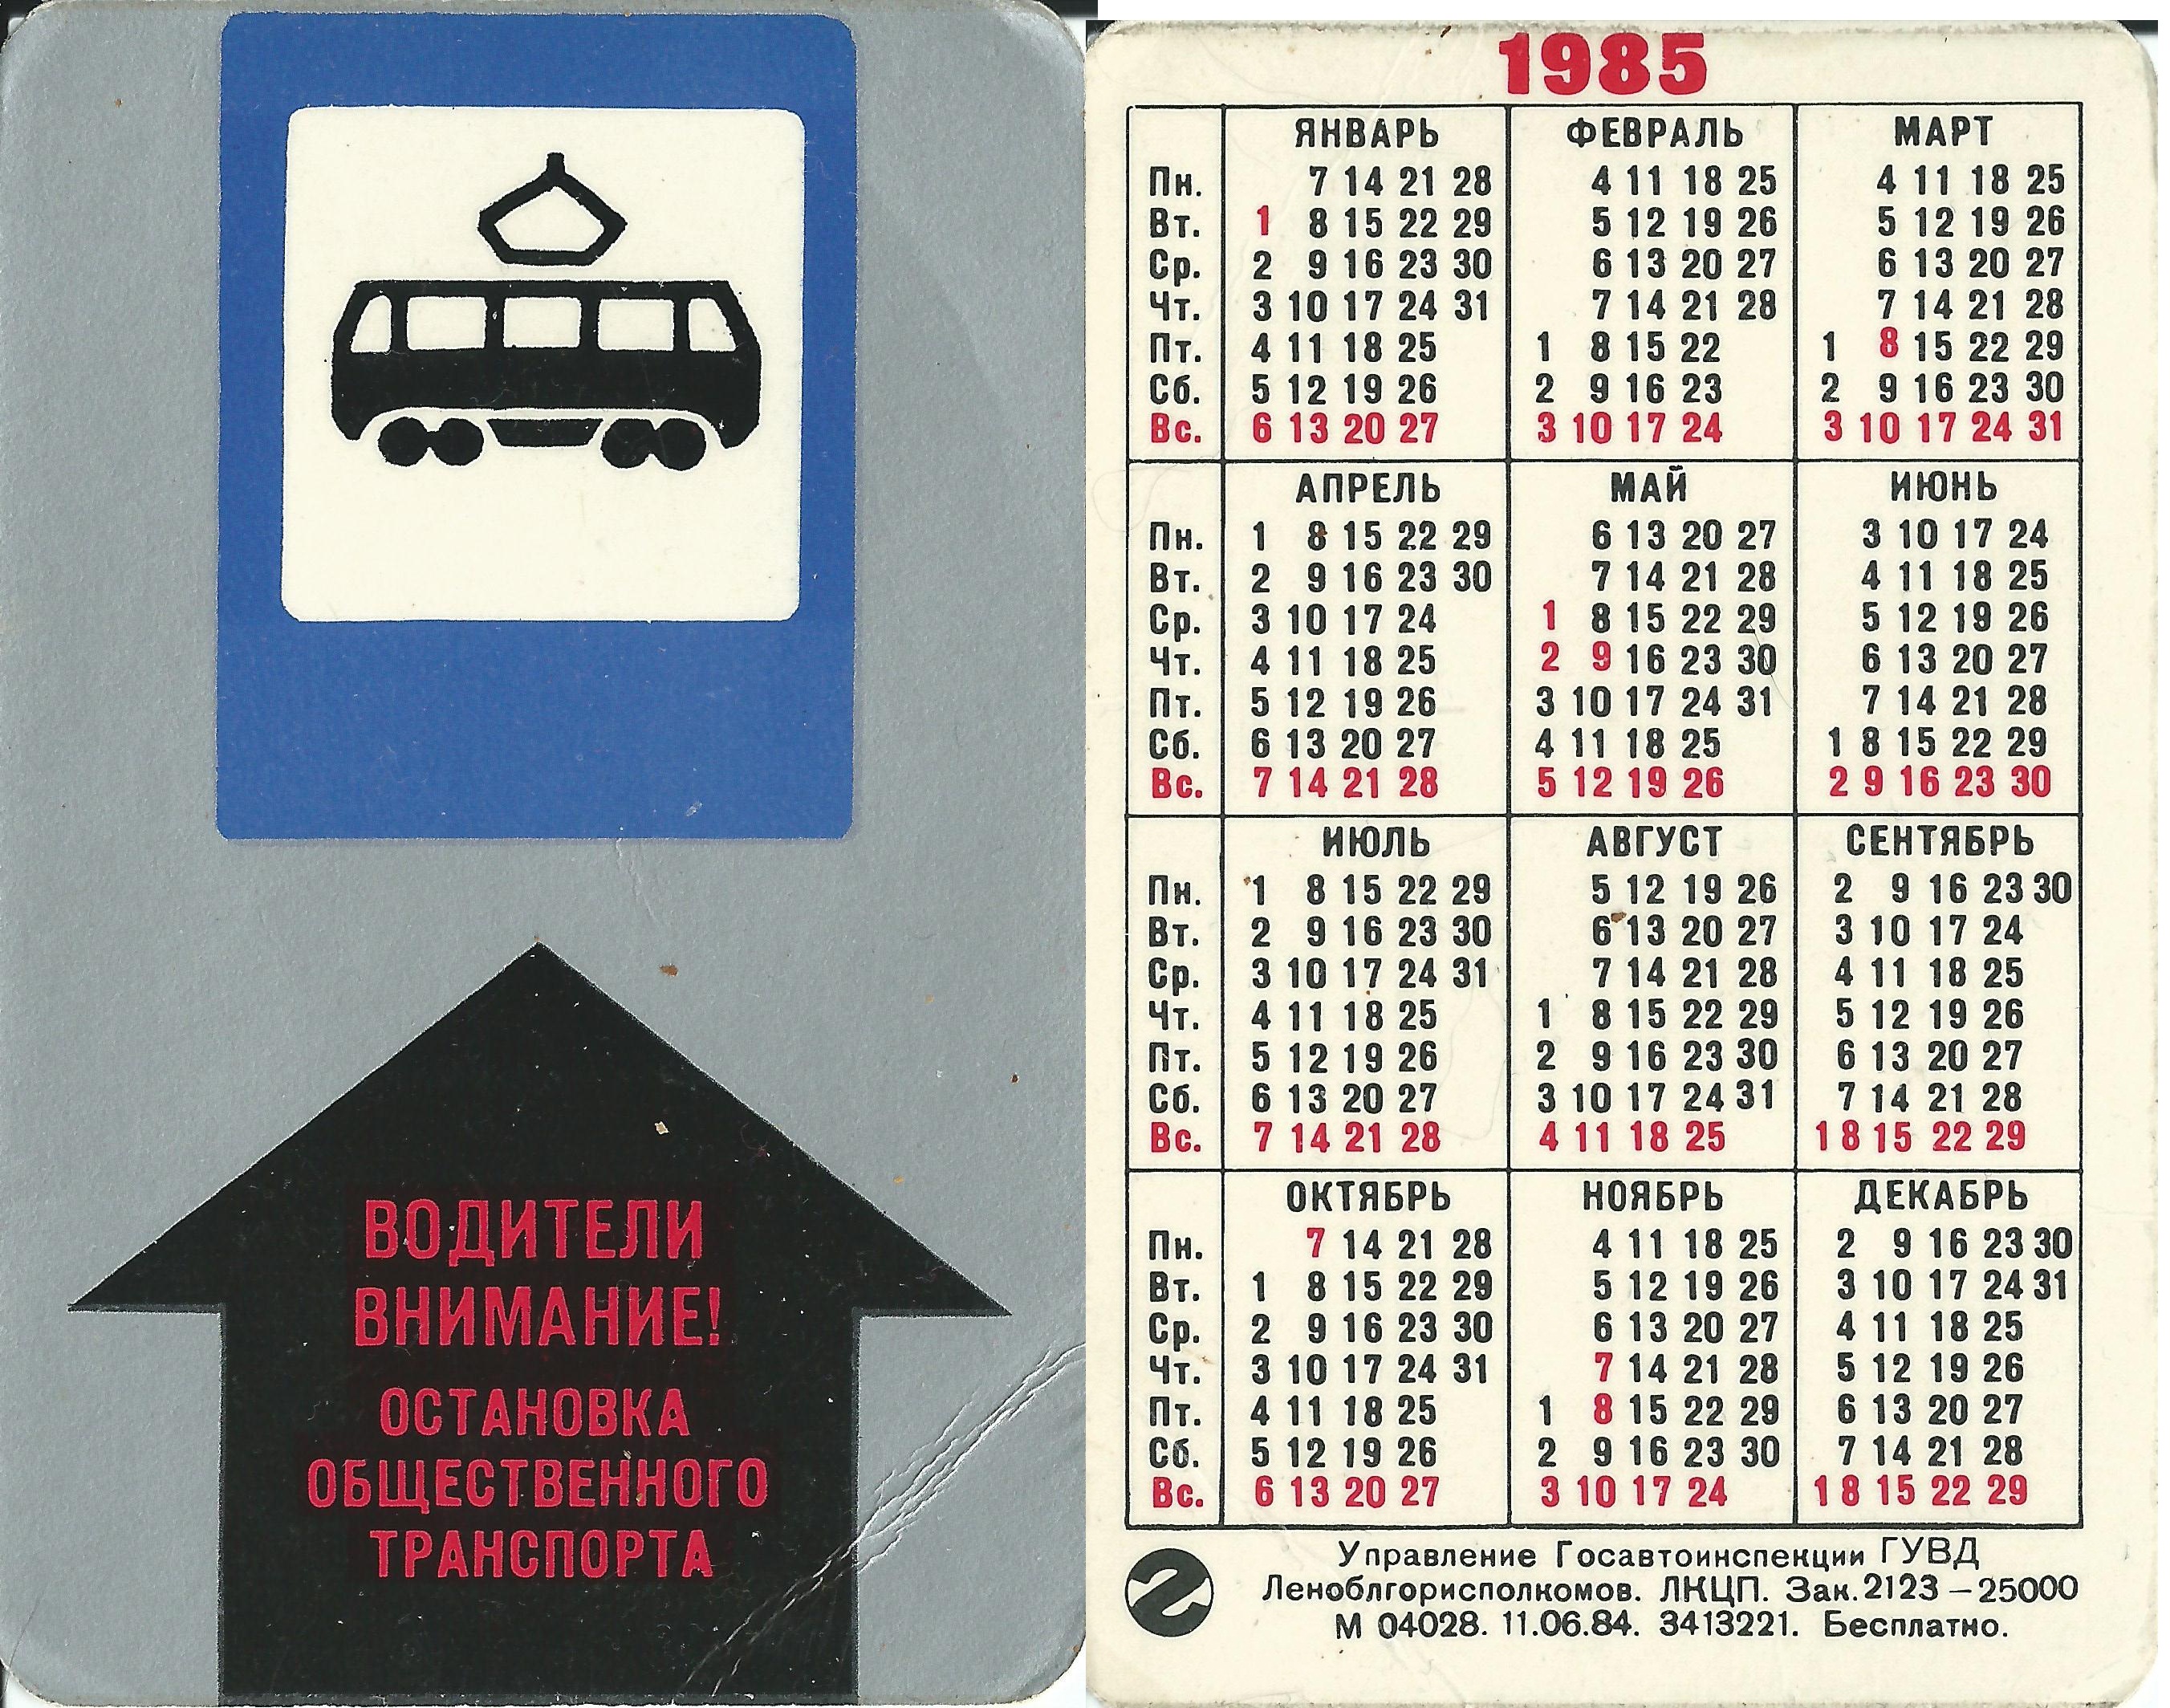 ВОДИТЕЛИ
ВНИМАНИЕ!
ОСТАНОВКА
ОБЩЕСТВЕННОГО
ТРАНСПОРТА
1985
ЯНВАРЬ ФЕВРАЛЬ МАРТ
Пн. 7 14 21 28 4 11 18 25 4 11 18 25
Вт. 1 8 15 22 29 5 12 19 26 5 12 19 26
Ср. 2 9 16 23 30 6 13 20 27 6 13 20 27
Чт. 3 10 17 24 31 7 14 21 28 7 14 21 28
Пт. 4 11 18 25 1 8 15 22 1 8 15 22 29
Сб. 5 12 19 26 2 9 16 23 2 9 16 23 30
Вс. 6 13 20 27 3 10 17 24 3 10 17 24 31
АПРЕЛЬ МАЙ ИЮНЬ
Пн. 1 8 15 22 29 6 13 20 27 3 10 17 24
Вт. 2 9 16 23 30 7 14 21 28 4 11 18 25
Ср. 3 10 17 24 1 8 15 22 29 5 12 19 26
Чт. 4 11 18 25 2 9 16 23 30 6 13 20 27
Пт. 5 12 19 26 3 10 17 24 31 7 14 21 28
Сб. 6 13 20 27 4 11 18 25 1 8 15 22 29
Вс. 7 14 21 28 5 12 19 26 2 9 16 23 30
ИЮЛЬ АВГУСТ СЕНТЯБРЬ
Пн. 1 8 15 22 29 5 12 19 26 2 9 16 23 30
Вт. 2 9 16 23 30 6 13 20 27 3 10 17 24
Ср. 3 10 17 24 31 7 14 21 28 4 11 18 25
Чт. 4 11 18 25 1 8 15 22 29 5 12 19 26
Пт. 5 12 19 26 2 9 16 23 30 6 13 20 27
Сб. 6 13 20 27 3 10 17 24 31 7 14 21 28
Вс. 7 14 21 28 4 11 18 25 1 8 15 22 29
ОКТЯБРЬ НОЯБРЬ ДЕКАБРЬ
Пн. 7 14 21 28 4 11 18 25 2 9 16 23 30
Вт. 1 8 15 22 29 5 12 19 26 3 10 17 24 31
Ср. 2 9 16 23 30 6 13 20 27 4 11 18 25
Чт. 3 10 17 24 31 7 14 21 28 5 12 19 26
Пт. 4 11 18 25 1 8 15 22 29 6 13 20 27
Сб. 5 12 19 26 2 9 16 23 30 7 14 21 28
Вс. 6 13 20 27 3 10 17 24 1 8 15 22 29
Управление Госавтоинспекции ГУВД
Леноблгорисполкомов. ЛКЦП. Зак. 2123 – 25000
М 04028. 11.06.84. 3413221. Бесплатно.